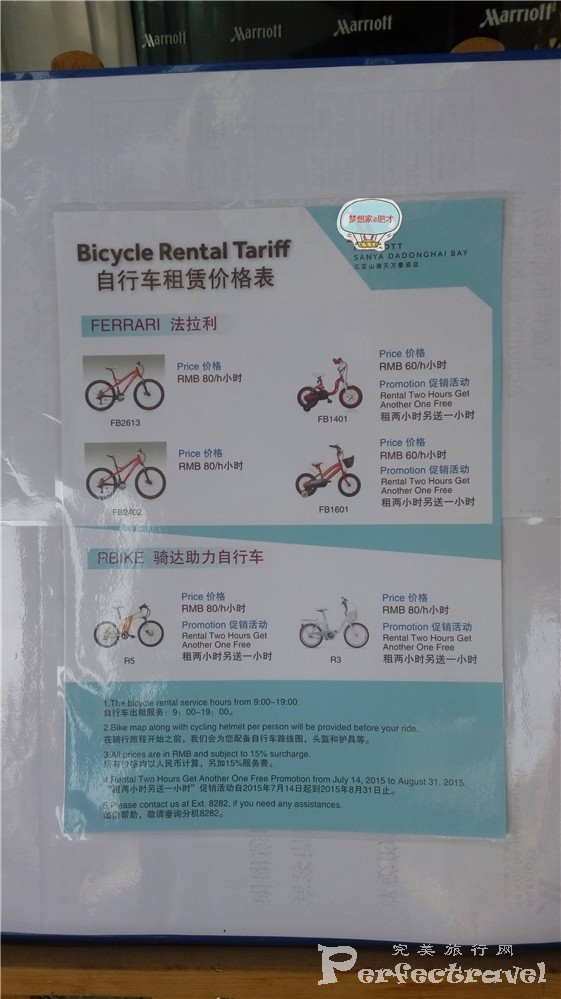 Marriott
Marriott
Marriott
Marriott
梦想家@肥才
SANYA DADONGHAI BAY
三亚山海天万豪酒店
Bicycle Rental Tariff
自行车租赁价格表
FERRARI 法拉利
Price 价格
RMB 80/h小时
FB2613
Price 价格
RMB 60/h小时
Promotion 促销活动
Rental Two Hours Get
Another One Free
租两小时另送一小时
FB1401
Price 价格
RMB 80/h小时
FB2402
Price 价格
RMB 60/h小时
Promotion 促销活动
Rental Two Hours Get
Another One Free
租两小时另送一小时
FB1601
RBIKE 骑达助力自行车
Price 价格
RMB 80/h小时
Promotion 促销活动
Rental Two Hours Get
Another One Free
租两小时另送一小时
R5
Price 价格
RMB 80/h小时
Promotion 促销活动
Rental Two Hours Get
Another One Free
租两小时另送一小时
R3
1.The bicycle rental service hours from 9:00-19:00.
自行车出租服务：9：00-19：00。
2.Bike map along with cycling helmet per person will be provided before your ride.
在骑行旅程开始之前，我们会为您配备自行车路线图，头盔和护具等。
3.All prices are in RMB and subject to 15% surcharge.
所有价格均以人民币计算，另加15%服务费。
4.Rental Two Hours Get Another One Free Promotion from July 14, 2015 to August 31, 2015.
“租两小时另送一小时”促销活动自2015年7月14日起到2015年8月31日止。
5.Please contact us at Ext. 8282, if you need any assistances.
如需帮助，敬请垂询分机8282。
完美旅行网
Perfectravel